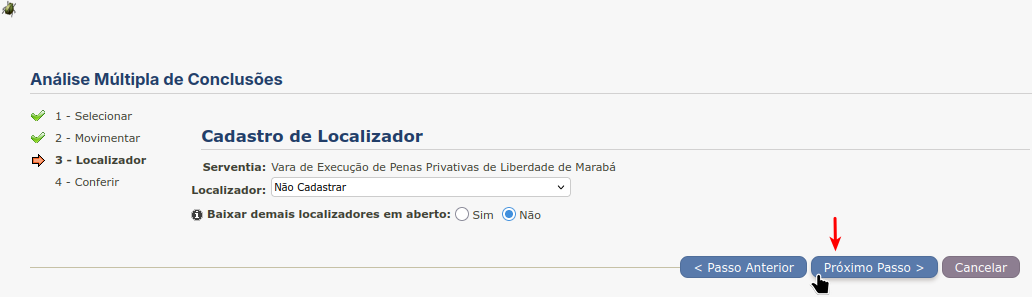 Análise Múltipla de Conclusões
1 - Selecionar
2 - Movimentar
3 - Localizador
4 - Conferir
Cadastro de Localizador
Serventia: Vara de Execução de Penas Privativas de Liberdade de Marabá
Localizador: Não Cadastrar
Baixar demais localizadores em aberto: Sim Não
< Passo Anterior Próximo Passo > Cancelar